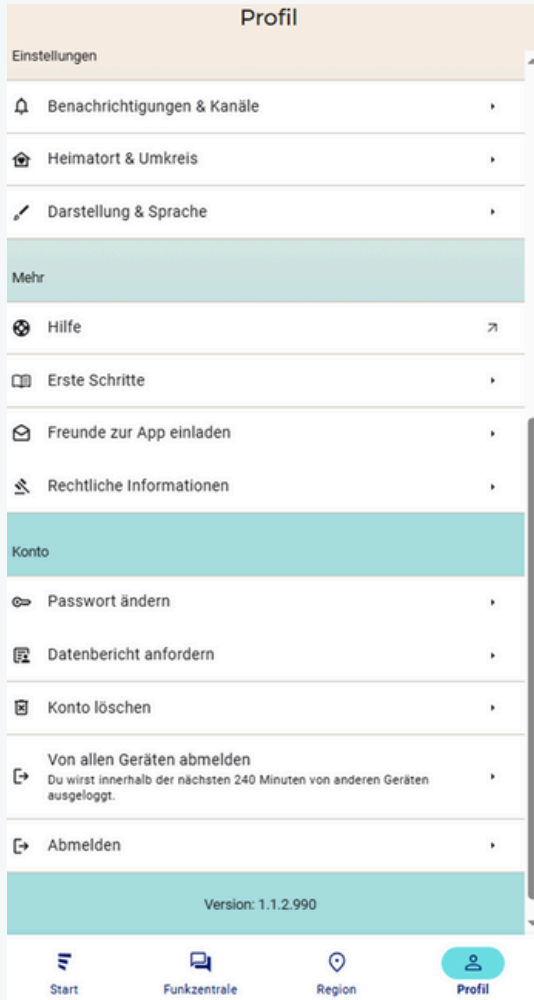 Profil
Einstellungen
Benachrichtigungen & Kanäle
Heimatort & Umkreis
Darstellung & Sprache
Mehr
Hilfe
Erste Schritte
Freunde zur App einladen
Rechtliche Informationen
Konto
Passwort ändern
Datenbericht anfordern
Konto löschen
Von allen Geräten abmelden
Du wirst innerhalb der nächsten 240 Minuten von anderen Geräten
ausgeloggt.
Abmelden
Version: 1.1.2.990
Start
Funkzentrale
Region
Profil